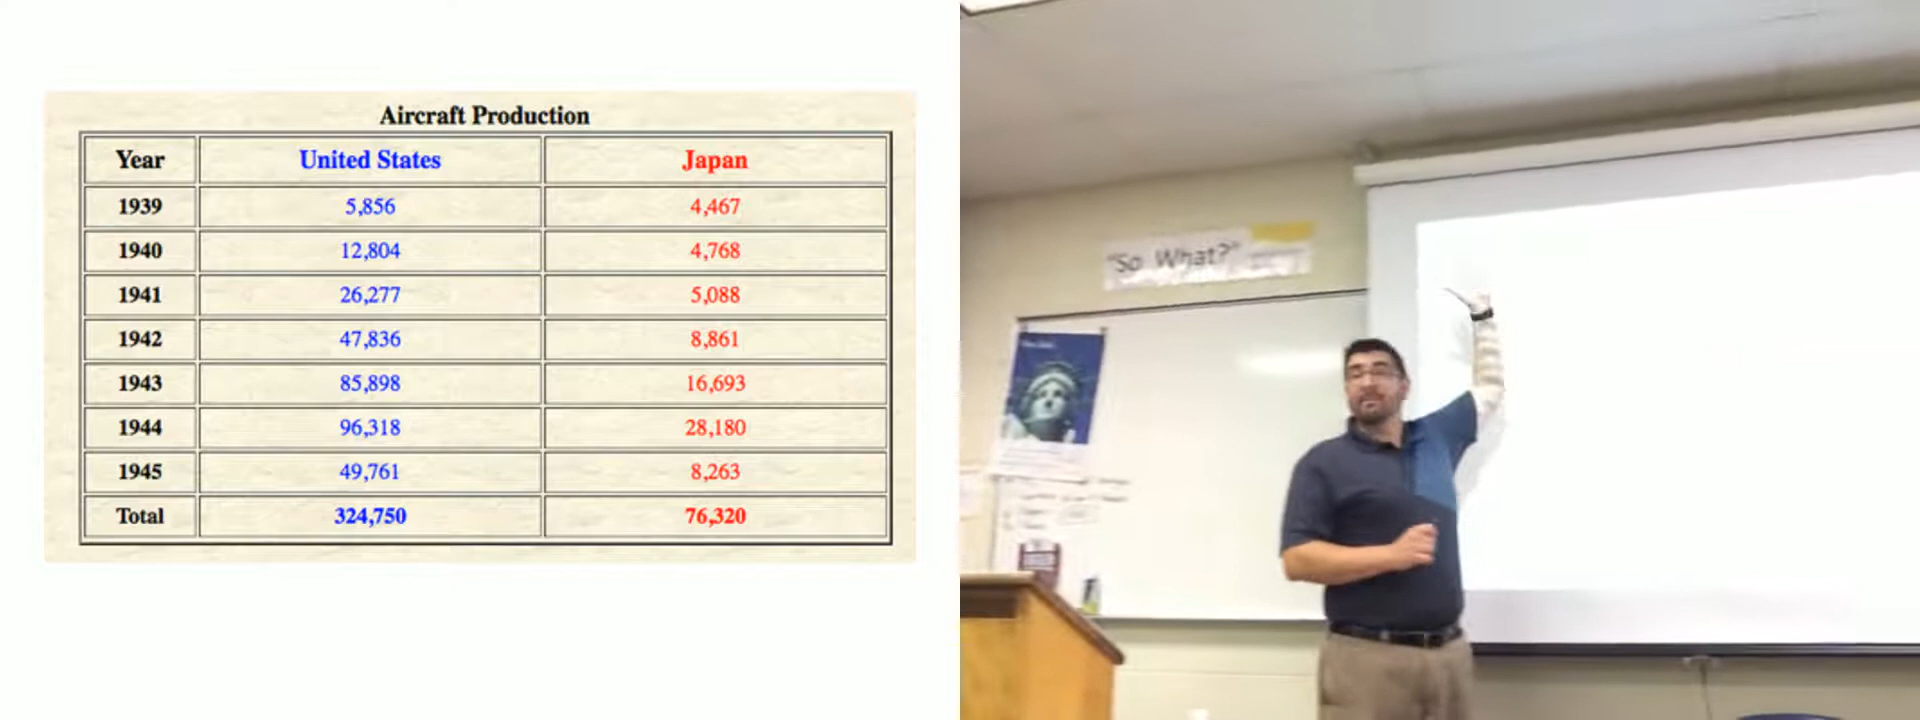 Aircraft Production
Year United States Japan
1939 5,856 4,467
1940 12,804 4,768
1941 26,277 5,088
1942 47,836 8,861
1943 85,898 16,693
1944 96,318 28,180
1945 49,761 8,263
Total 324,750 76,320
"So What?"